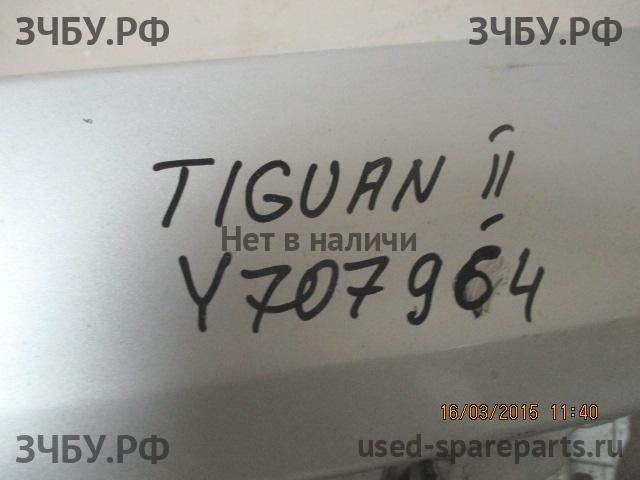 ЗЧБУ.РФ ЗЧБУ.РФ
TIGUAN II
Нет в наличи
Y707964
16/03/2015 11:40
ЗЧБУ.РФ used-spareparts.ru